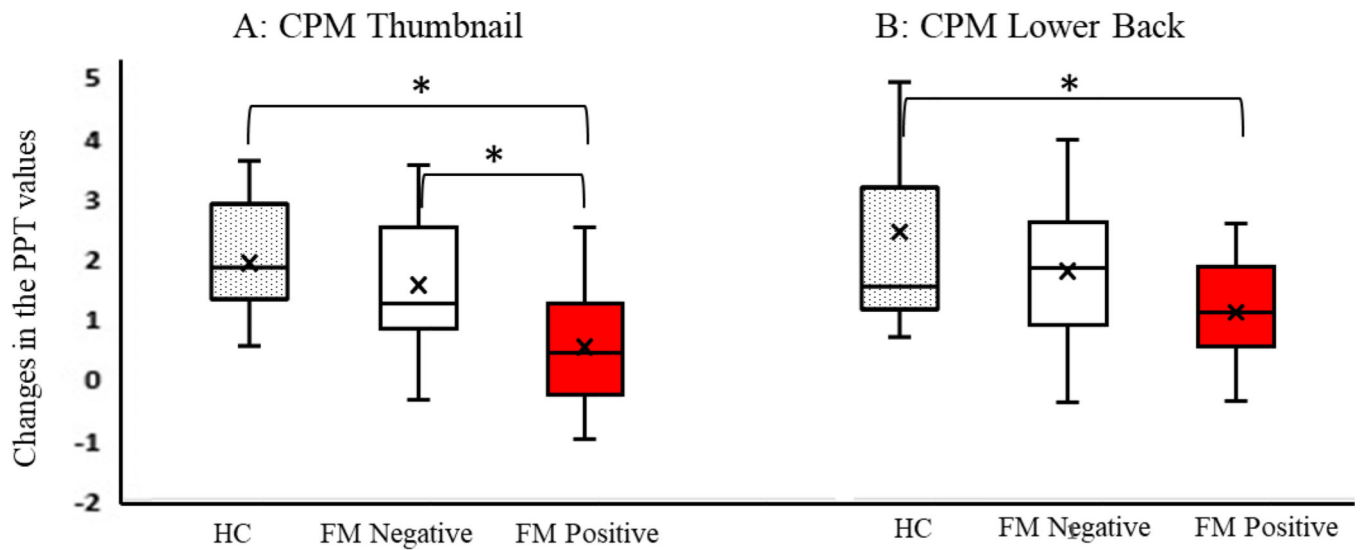 A: CPM Thumbnail
B: CPM Lower Back
Changes in the PPT values
5
4
3
2
1
0
-1
-2
*
*
*
HC FM Negative FM Positive
HC FM Negative FM Positive